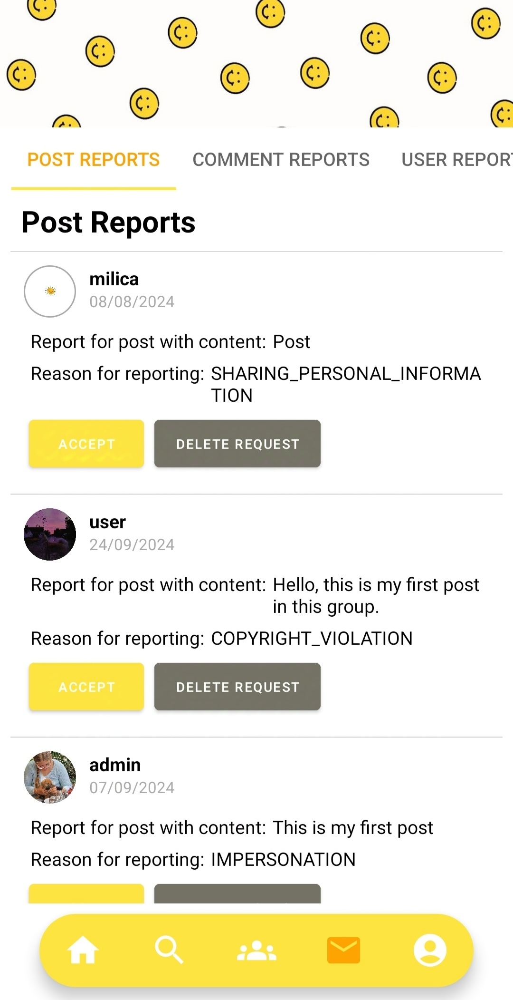 POST REPORTS COMMENT REPORTS USER REPORT
Post Reports
milica
08/08/2024
Report for post with content: Post
Reason for reporting: SHARING_PERSONAL_INFORMA
TION
ACCEPT DELETE REQUEST
user
24/09/2024
Report for post with content: Hello, this is my first post
in this group.
Reason for reporting: COPYRIGHT_VIOLATION
ACCEPT DELETE REQUEST
admin
07/09/2024
Report for post with content: This is my first post
Reason for reporting: IMPERSONATION